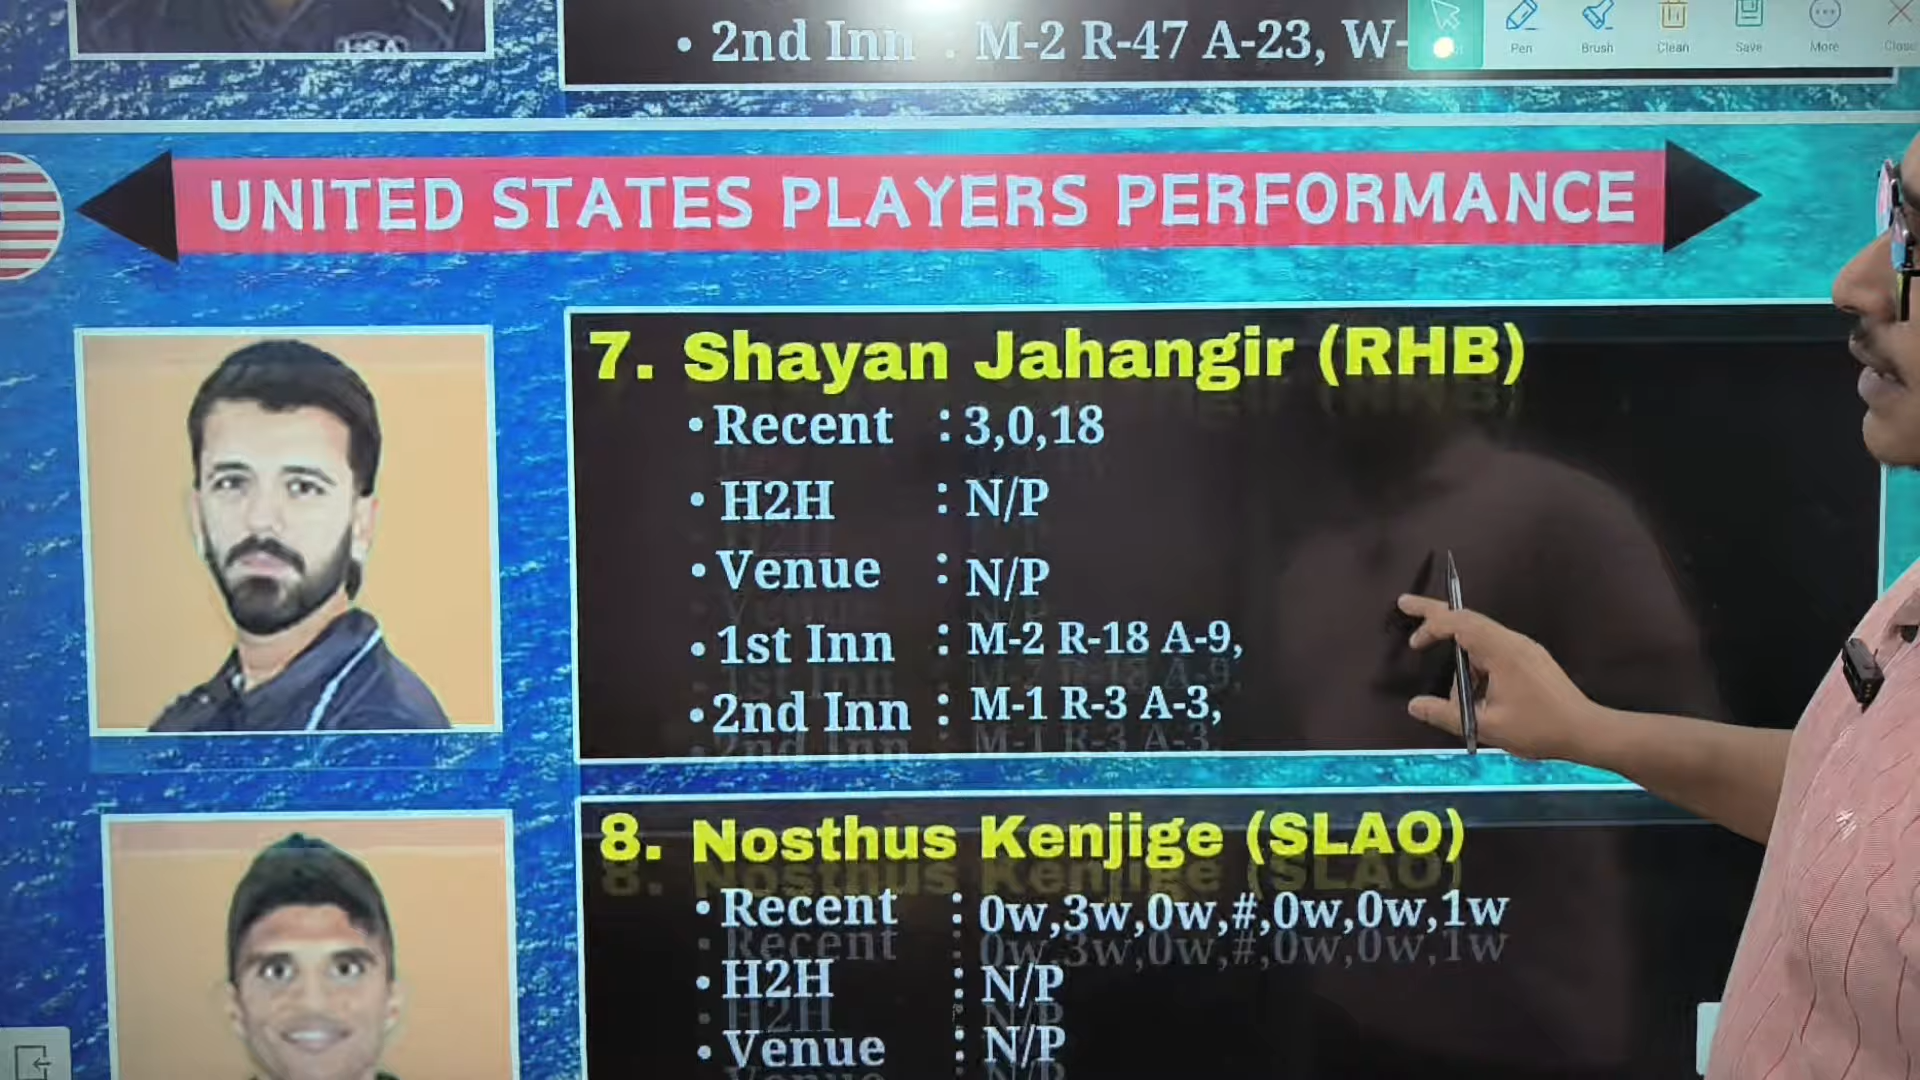 USA
• 2nd Inn : M-2 R-47 A-23, W-
Pen Brush Clean Save More Close
UNITED STATES PLAYERS PERFORMANCE
7. Shayan Jahangir (RHB)
• Recent : 3,0,18
• H2H : N/P
• Venue : N/P
• 1st Inn : M-2 R-18 A-9,
• 2nd Inn : M-1 R-3 A-3,
8. Nosthus Kenjige (SLAO)
• Recent : 0w,3w,0w,#,0w,0w,1w
• H2H : N/P
• Venue : N/P